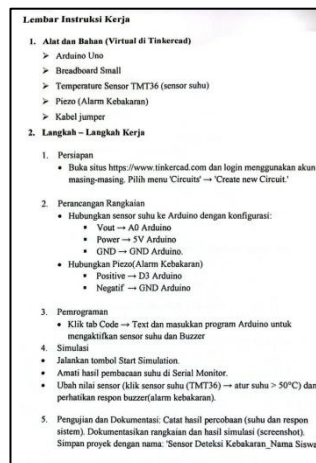 Lembar Instruksi Kerja
1. Alat dan Bahan (Virtual di Tinkercad)
➢ Arduino Uno
➢ Breadboard Small
➢ Temperature Sensor TMT36 (sensor suhu)
➢ Piezo (Alarm Kebakaran)
➢ Kabel jumper
2. Langkah – Langkah Kerja
1. Persiapan
• Buka situs https://www.tinkercad.com dan login menggunakan akun
masing-masing. Pilih menu 'Circuits' → 'Create new Circuit.'
2. Perancangan Rangkaian
• Hubungkan sensor suhu ke Arduino dengan konfigurasi:
▪ Vout → A0 Arduino
▪ Power → 5V Arduino
▪ GND → GND Arduino.
• Hubungkan Piezo(Alarm Kebakaran)
▪ Positive → D3 Arduino
▪ Negatif → GND Arduino
3. Pemrograman
• Klik tab Code → Text dan masukkan program Arduino untuk
mengaktifkan sensor suhu dan Buzzer
4. Simulasi
• Jalankan tombol Start Simulation.
• Amati hasil pembacaan suhu di Serial Monitor.
• Ubah nilai sensor (klik sensor suhu (TMT36) → atur suhu > 50°C) dan
perhatikan respon buzzer(alarm kebakaran).
5. Pengujian dan Dokumentasi: Catat hasil percobaan (suhu dan respon
sistem). Dokumentasikan rangkaian dan hasil simulasi (screenshot).
Simpan proyek dengan nama: 'Sensor Deteksi Kebakaran_Nama Siswa